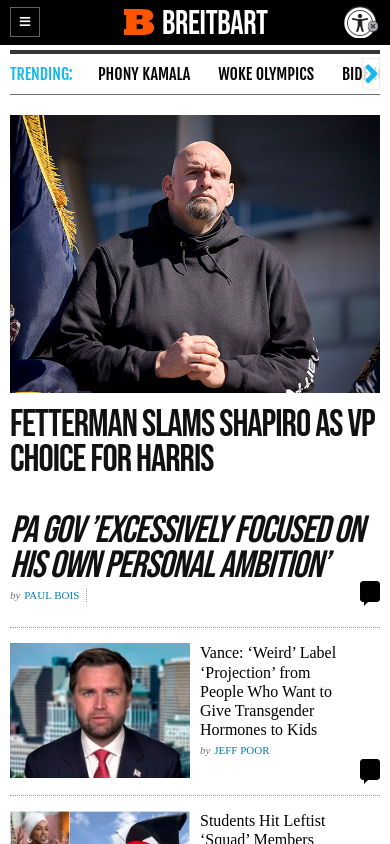 B BREITBART
TRENDING: PHONY KAMALA WOKE OLYMPICS BID
FETTERMAN SLAMS SHAPIRO AS VP
CHOICE FOR HARRIS
PA GOV ’EXCESSIVELY FOCUSED ON
HIS OWN PERSONAL AMBITION’
by PAUL BOIS
Vance: ‘Weird’ Label
‘Projection’ from
People Who Want to
Give Transgender
Hormones to Kids
by JEFF POOR
Students Hit Leftist
‘Squad’ Members